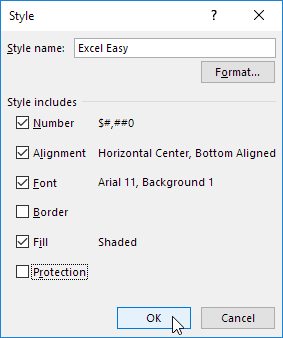 Style
?
Style name: Excel Easy
Format...
Style includes
Number $#,##0
Alignment Horizontal Center, Bottom Aligned
Font Arial 11, Background 1
Border
Fill Shaded
Protection
OK Cancel